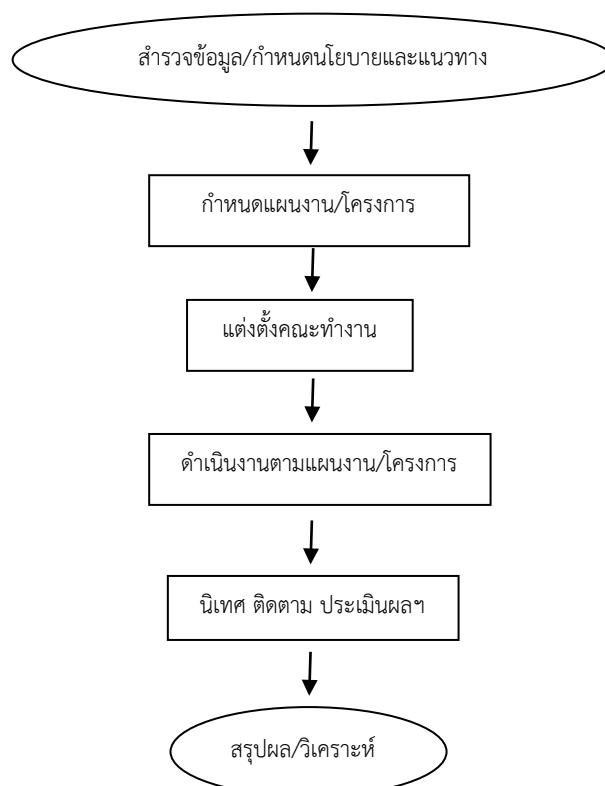 สำรวจข้อมูล/กำหนดนโยบายและแนวทาง
กำหนดแผนงาน/โครงการ
แต่งตั้งคณะทำงาน
ดำเนินงานตามแผนงาน/โครงการ
นิเทศ ติดตาม ประเมินผลฯ
สรุปผล/วิเคราะห์